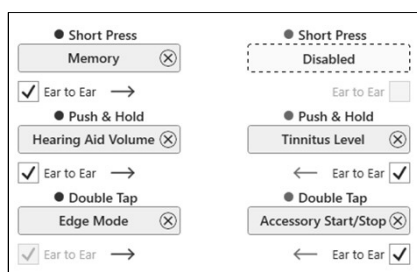 Short Press
Short Press
Memory
Disabled
Ear to Ear
Ear to Ear
Push & Hold
Push & Hold
Hearing Aid Volume
Tinnitus Level
Ear to Ear
Ear to Ear
Double Tap
Double Tap
Edge Mode
Accessory Start/Stop
Ear to Ear
Ear to Ear